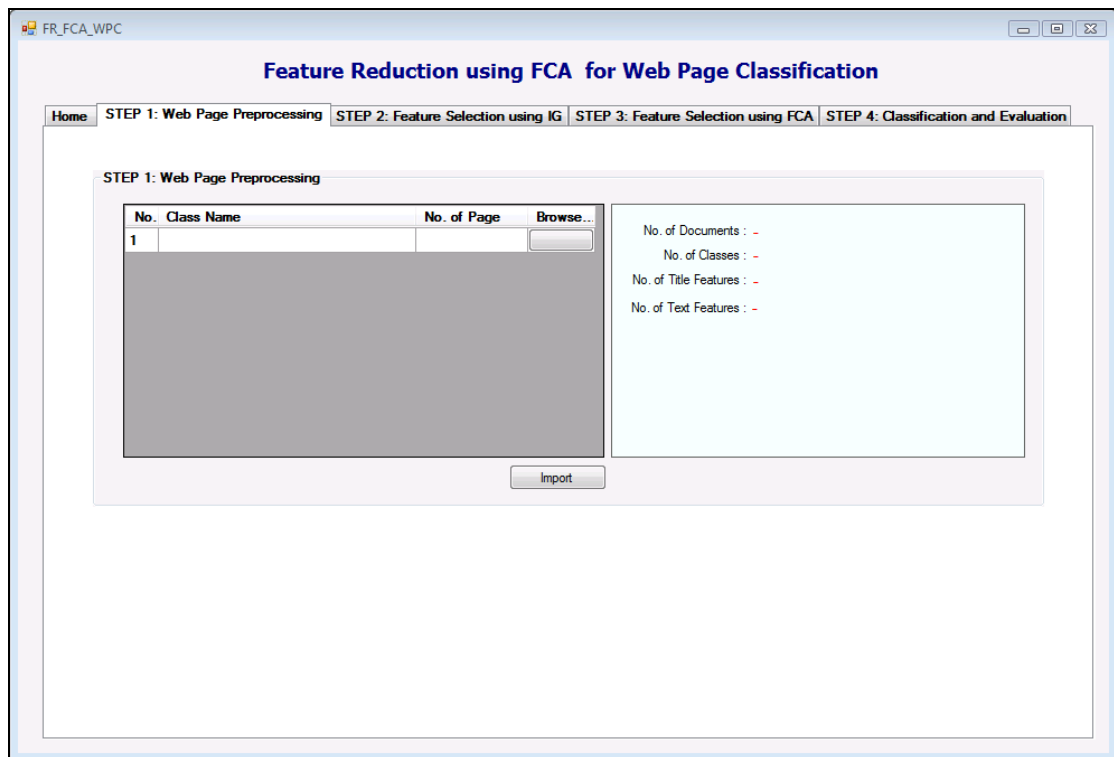 FR_FCA_WPC
Feature Reduction using FCA for Web Page Classification
Home STEP 1: Web Page Preprocessing STEP 2: Feature Selection using IG STEP 3: Feature Selection using FCA STEP 4: Classification and Evaluation
STEP 1: Web Page Preprocessing
No. Class Name No. of Page Browse...
1
No. of Documents : -
No. of Classes : -
No. of Title Features : -
No. of Text Features : -
Import